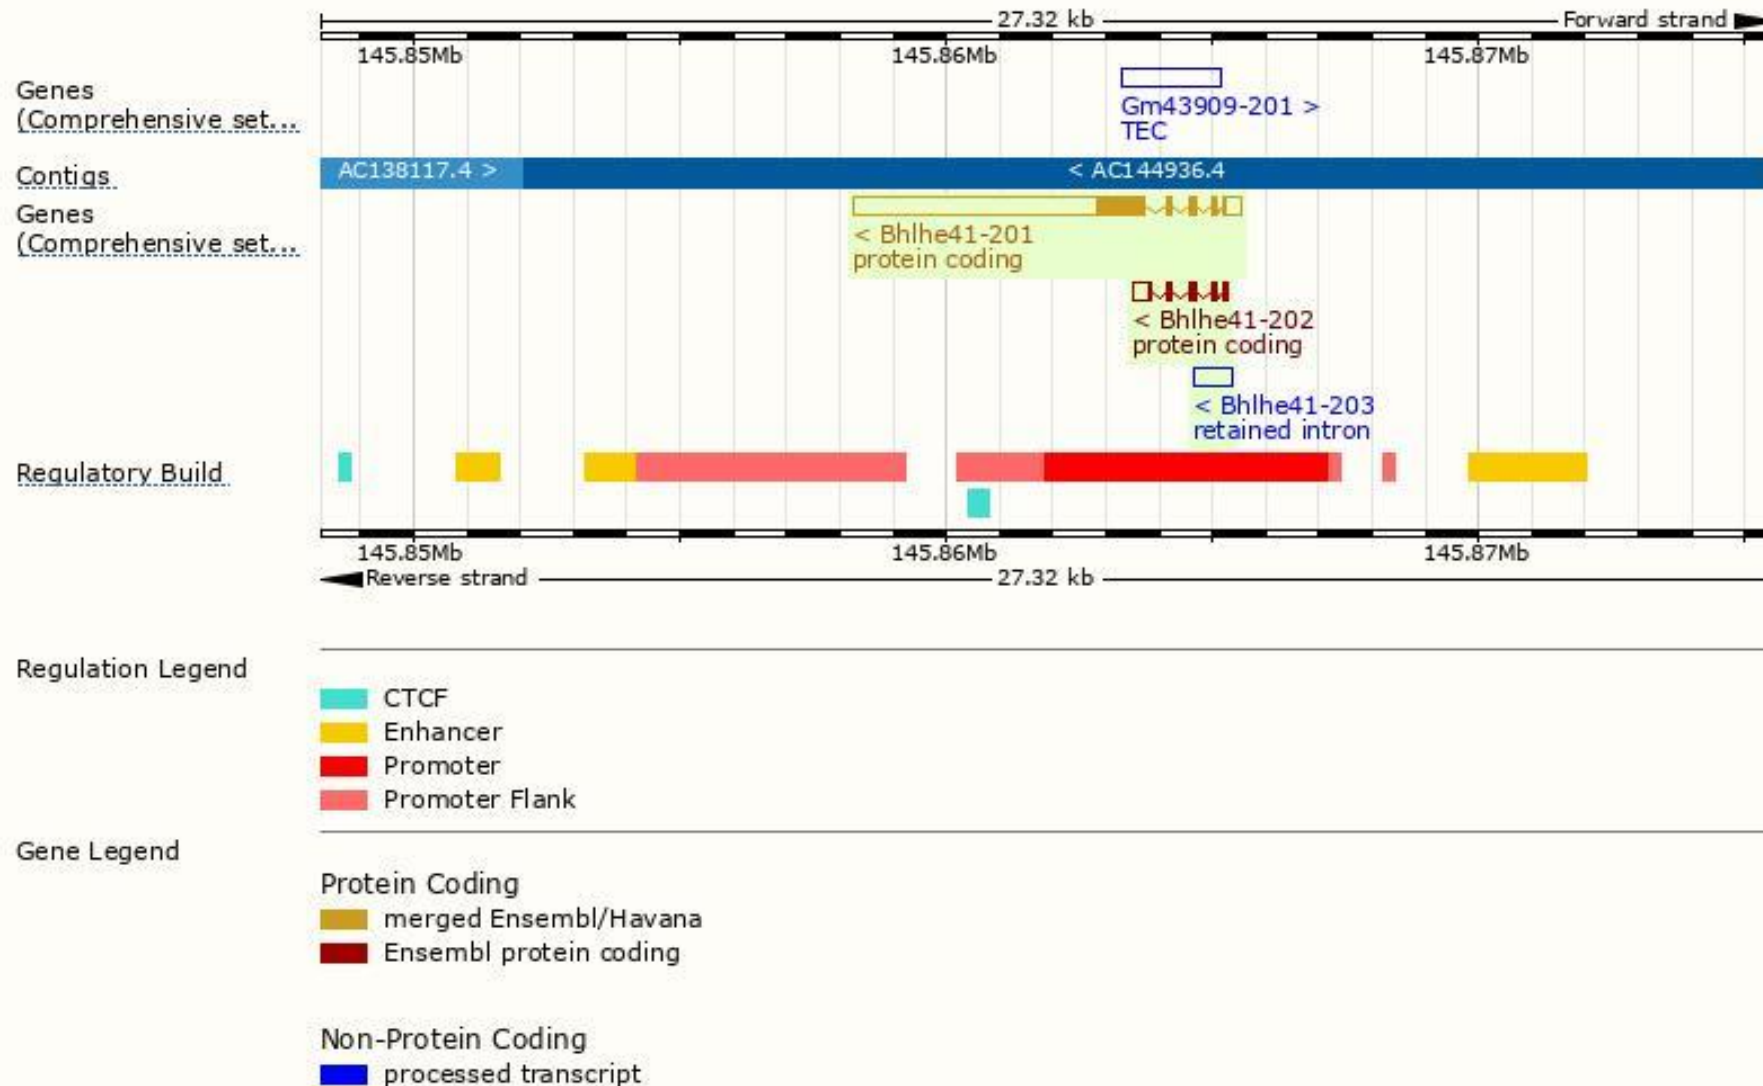 27.32 kb Forward strand
145.85Mb 145.86Mb 145.87Mb
Genes
(Comprehensive set...
Gm43909-201 >
TEC
Contigs
AC138117.4 > < AC144936.4
Genes
(Comprehensive set...
< Bhlhe41-201
protein coding
< Bhlhe41-202
protein coding
< Bhlhe41-203
retained intron
Regulatory Build
145.85Mb 145.86Mb 145.87Mb
Reverse strand 27.32 kb
Regulation Legend
CTCF
Enhancer
Promoter
Promoter Flank
Gene Legend
Protein Coding
merged Ensembl/Havana
Ensembl protein coding
Non-Protein Coding
processed transcript